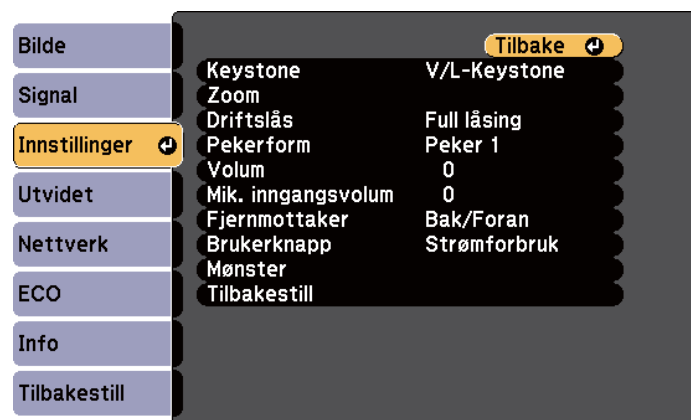 Bilde
Signal
Innstillinger
Utvidet
Nettverk
ECO
Info
Tilbakestill
Tilbake
Keystone V/L-Keystone
Zoom
Driftslås Full låsing
Pekerform Peker 1
Volum 0
Mik. inngangsvolum 0
Fjernmottaker Bak/Foran
Brukerknapp Strømforbruk
Mønster
Tilbakestill